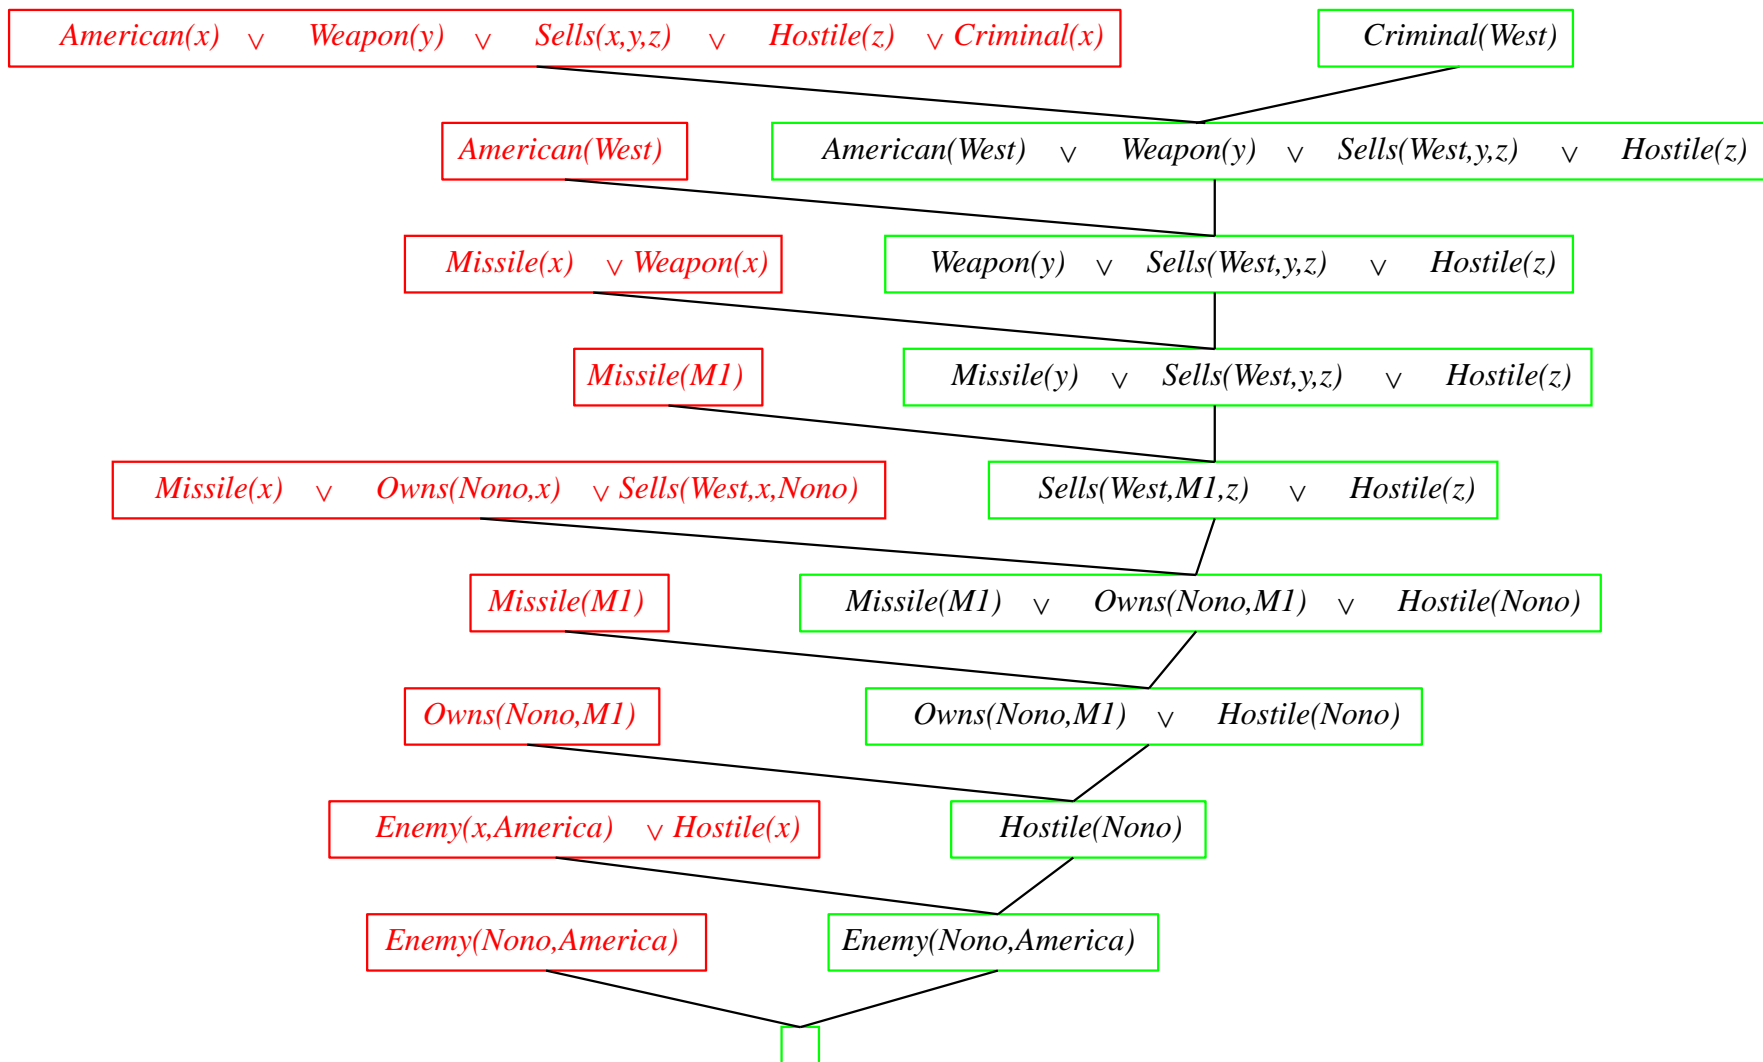 American(x) ∨ Weapon(y) ∨ Sells(x,y,z) ∨ Hostile(z) ∨ Criminal(x) Criminal(West)
American(West) American(West) ∨ Weapon(y) ∨ Sells(West,y,z) ∨ Hostile(z)
Missile(x) ∨ Weapon(x) Weapon(y) ∨ Sells(West,y,z) ∨ Hostile(z)
Missile(M1) Missile(y) ∨ Sells(West,y,z) ∨ Hostile(z)
Missile(x) ∨ Owns(Nono,x) ∨ Sells(West,x,Nono) Sells(West,M1,z) ∨ Hostile(z)
Missile(M1) Missile(M1) ∨ Owns(Nono,M1) ∨ Hostile(Nono)
Owns(Nono,M1) Owns(Nono,M1) ∨ Hostile(Nono)
Enemy(x,America) ∨ Hostile(x) Hostile(Nono)
Enemy(Nono,America) Enemy(Nono,America)